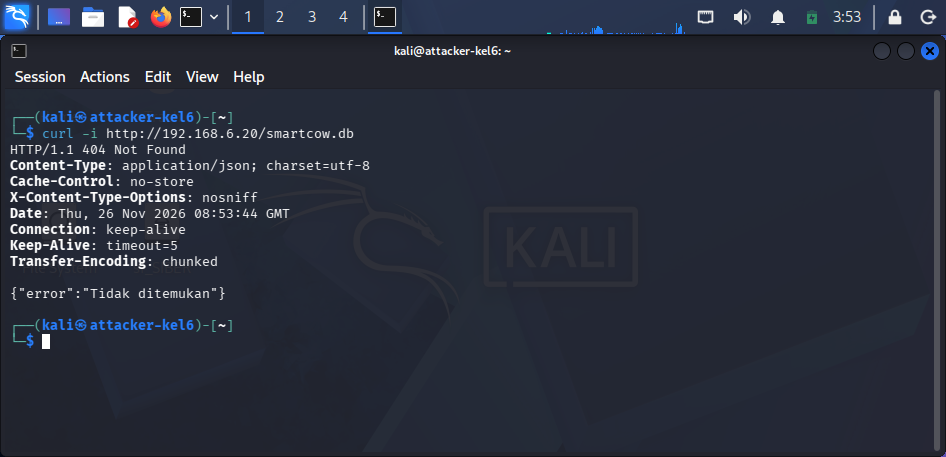 1 2 3 4 3:53
kali@attacker-kel6: ~
Session Actions Edit View Help
┌──(kali㉿attacker-kel6)-[~]
└─$ curl -i http://192.168.6.20/smartcow.db
HTTP/1.1 404 Not Found
Content-Type: application/json; charset=utf-8
Cache-Control: no-store
X-Content-Type-Options: nosniff
Date: Thu, 26 Nov 2026 08:53:44 GMT
Connection: keep-alive
Keep-Alive: timeout=5
Transfer-Encoding: chunked
{"error":"Tidak ditemukan"}
┌──(kali㉿attacker-kel6)-[~]
└─$
KALI